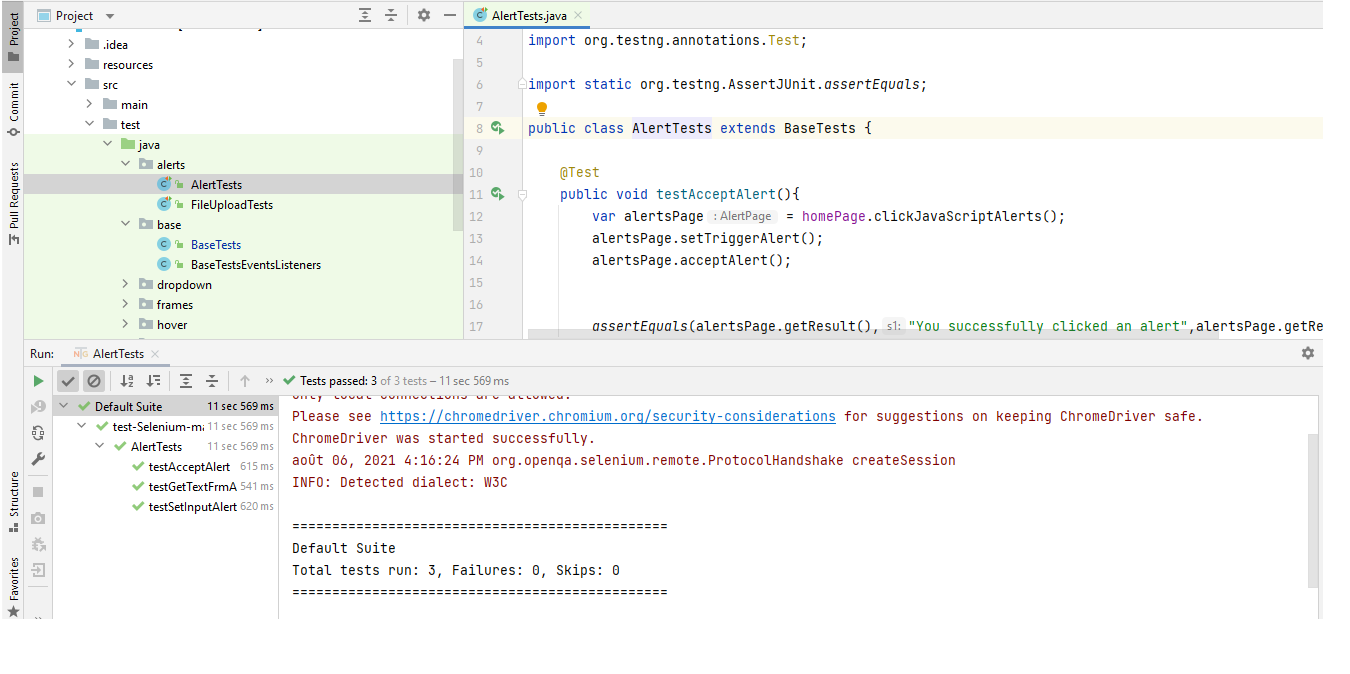 Project
Commit
Pull Requests
Structure
Favorites
Project
.idea
resources
src
main
test
java
alerts
AlertTests
FileUploadTests
base
BaseTests
BaseTestsEventsListeners
dropdown
frames
hover
AlertTests.java
4 import org.testng.annotations.Test;
5
6 import static org.testng.AssertJUnit.assertEquals;
7
8 public class AlertTests extends BaseTests {
9
10 @Test
11 public void testAcceptAlert(){
12 var alertsPage : AlertPage = homePage.clickJavaScriptAlerts();
13 alertsPage.setTriggerAlert();
14 alertsPage.acceptAlert();
15
16
17 assertEquals(alertsPage.getResult(), s1: "You successfully clicked an alert",alertsPage.getRe
Run: AlertTests
Tests passed: 3 of 3 tests – 11 sec 569 ms
Default Suite 11 sec 569 ms
test-Selenium-ma 11 sec 569 ms
AlertTests 11 sec 569 ms
testAcceptAlert 615 ms
testGetTextFrmA 541 ms
testSetInputAlert 620 ms
Only local connections are allowed.
Please see https://chromedriver.chromium.org/security-considerations for suggestions on keeping ChromeDriver safe.
ChromeDriver was started successfully.
août 06, 2021 4:16:24 PM org.openqa.selenium.remote.ProtocolHandshake createSession
INFO: Detected dialect: W3C
===============================================
Default Suite
Total tests run: 3, Failures: 0, Skips: 0
===============================================